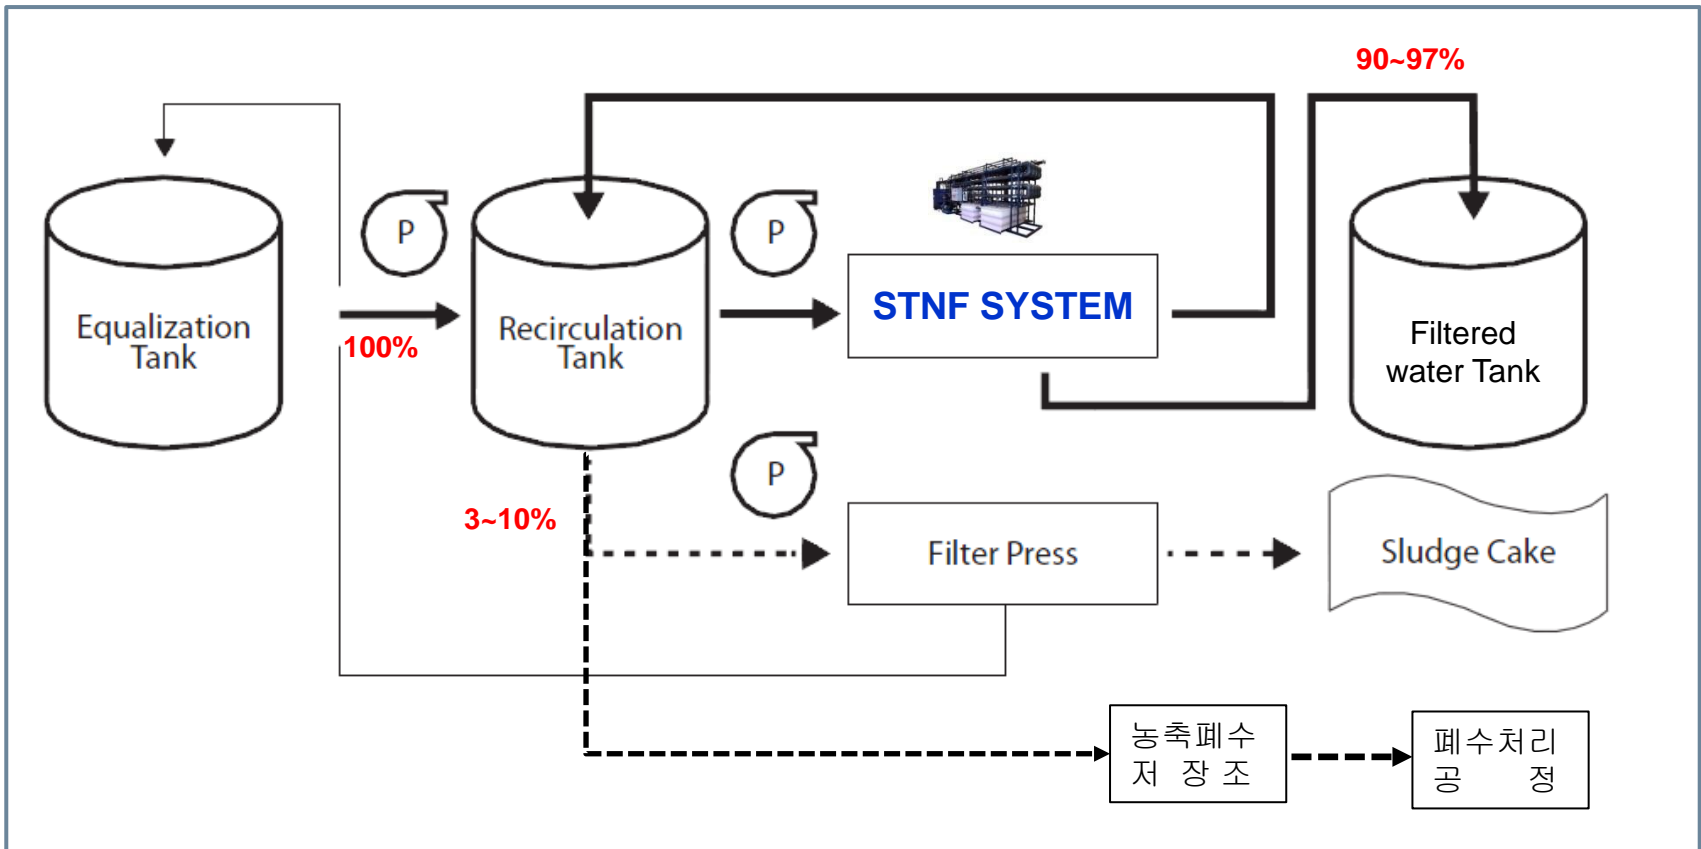 90~97%
P
P
Equalization
Tank
100%
Recirculation
Tank
STNF SYSTEM
Filtered
water Tank
P
3~10%
Filter Press
Sludge Cake
농축폐수
저 장 조
폐수처리
공 정